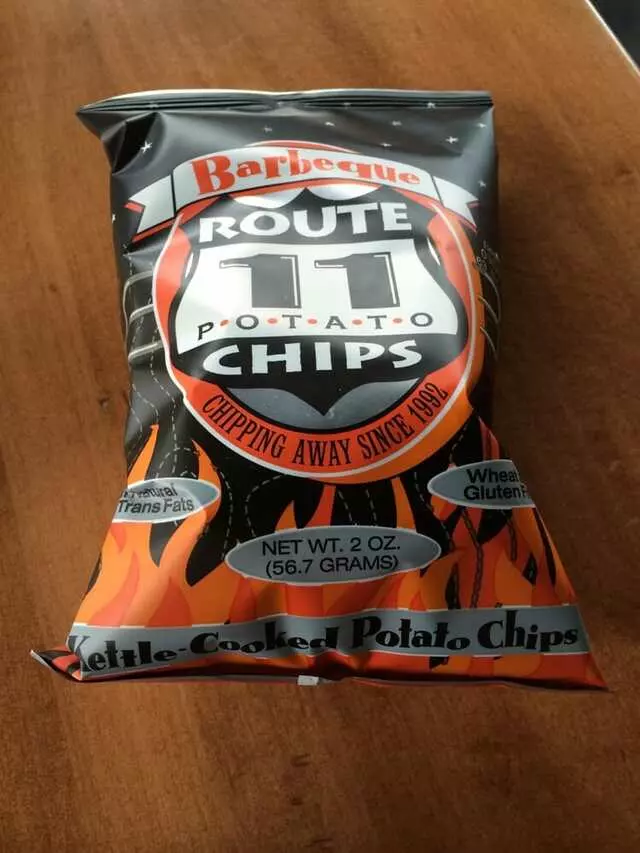 Barbeque
ROUTE
11
P•O•T•A•T•O
CHIPS
CHIPPING AWAY SINCE 1992
Trans Fats
NET WT. 2 OZ.
(56.7 GRAMS)
Kettle-Cooked Potato Chips